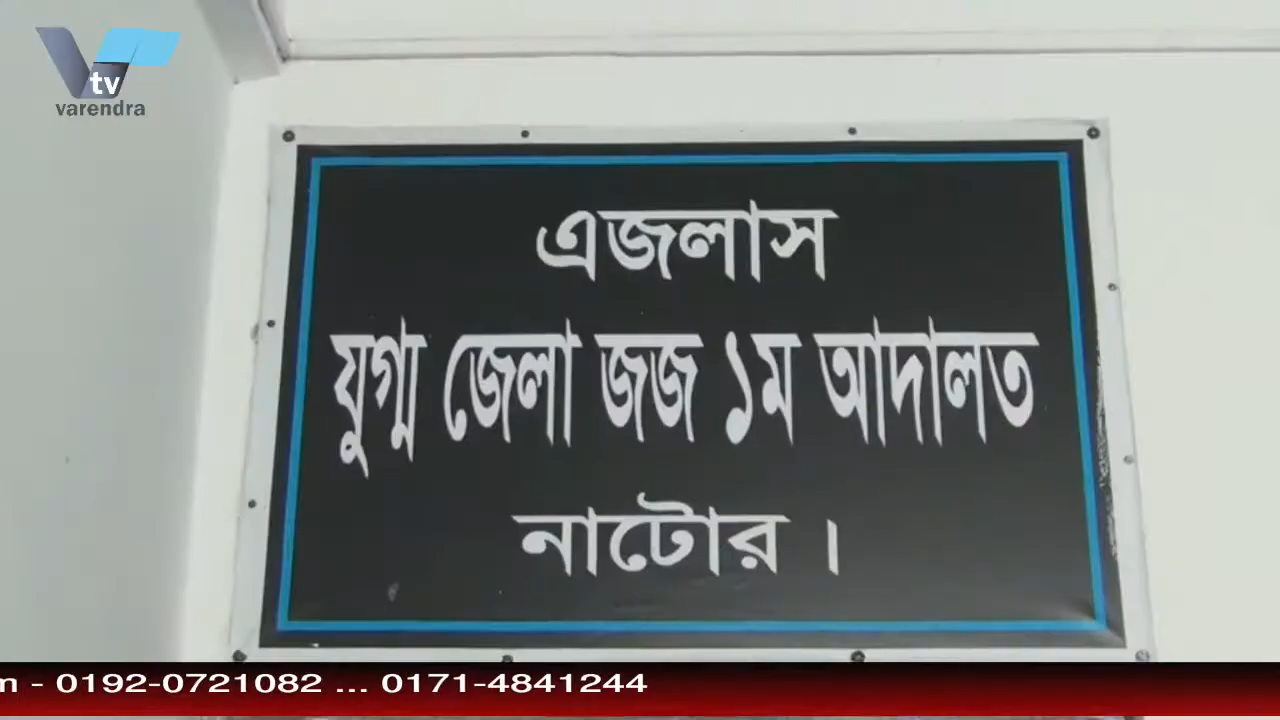 tv
varendra
এজলাস
যুগ্ম জেলা জজ ১ম আদালত
নাটোর ।
- 0192-0721082 ... 0171-4841244